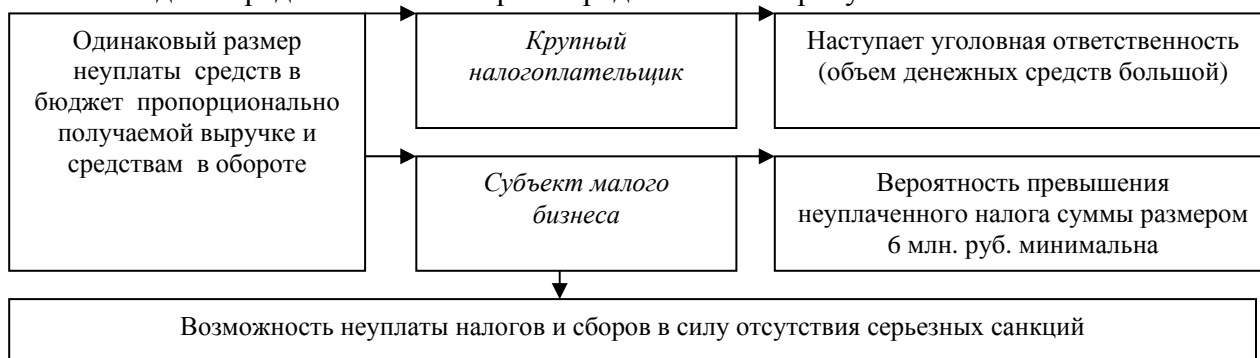 Одинаковый размер
неуплаты средств в
бюджет пропорционально
получаемой выручке и
средствам в обороте
Крупный
налогоплательщик
Наступает уголовная ответственность
(объем денежных средств большой)
Субъект малого
бизнеса
Вероятность превышения
неуплаченного налога суммы размером
6 млн. руб. минимальна
Возможность неуплаты налогов и сборов в силу отсутствия серьезных санкций